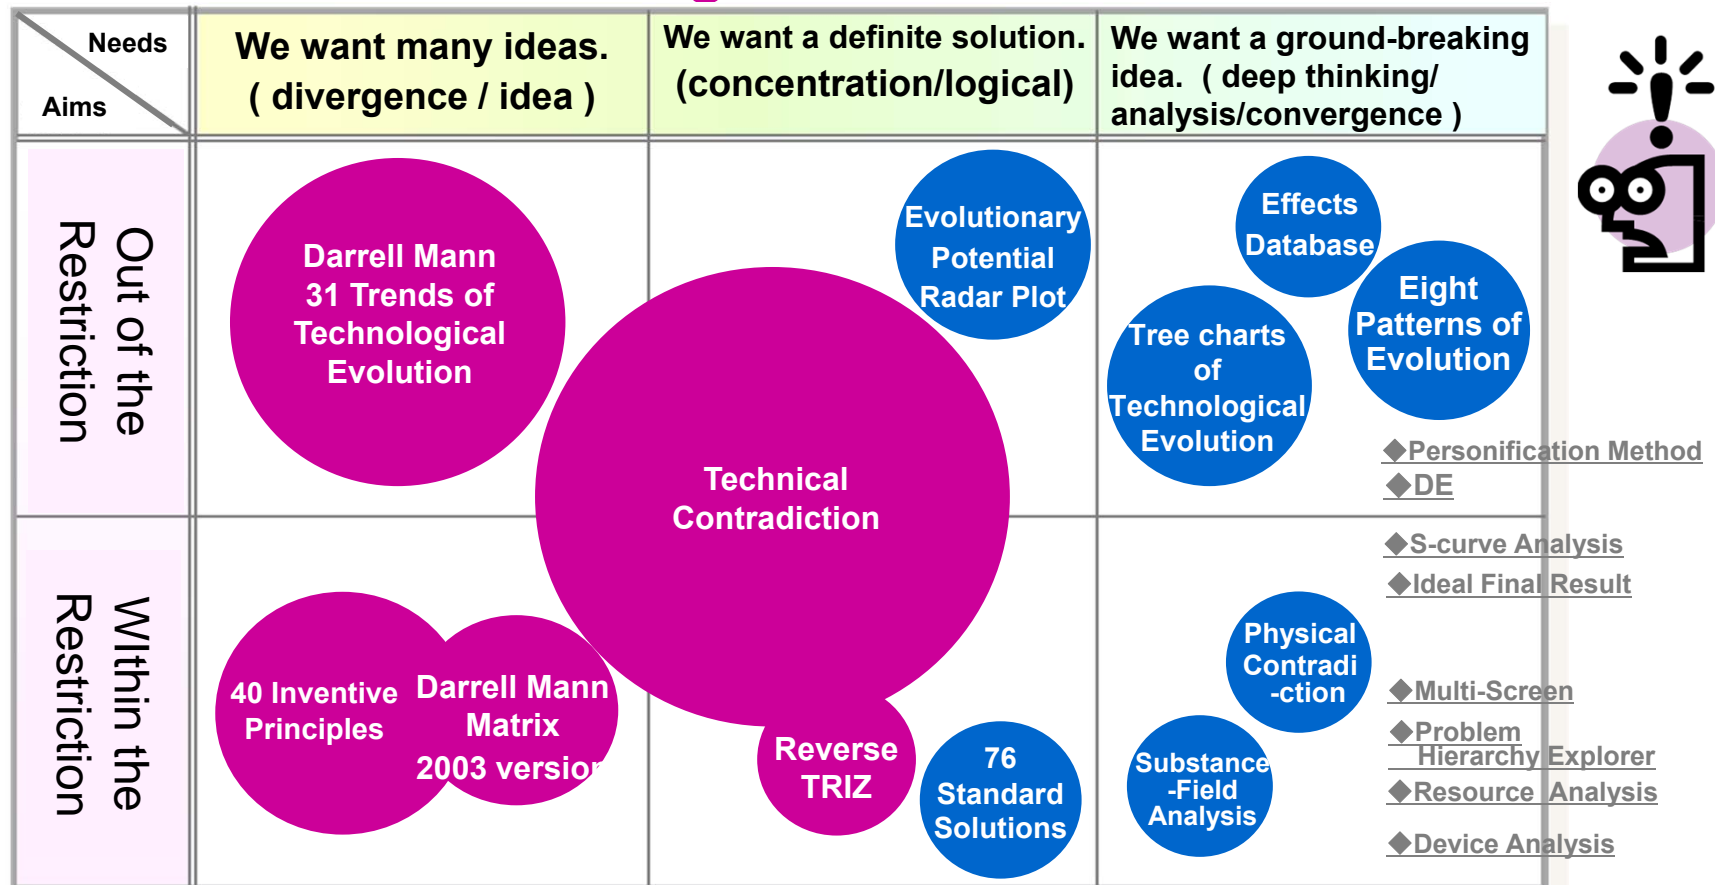 Needs
Aims
We want many ideas.
( divergence / idea )
We want a definite solution.
(concentration/logical)
We want a ground-breaking
idea. ( deep thinking/
analysis/convergence )
Out of the
Restriction
Darrell Mann
31 Trends of
Technological
Evolution
Evolutionary
Potential
Radar Plot
Effects
Database
Eight
Patterns of
Evolution
Tree charts
of
Technological
Evolution
Technical
Contradiction
◆Personification Method
◆DE
WIthin the
Restriction
40 Inventive
Principles
Darrell Mann
Matrix
2003 version
Reverse
TRIZ
76
Standard
Solutions
Physical
Contradi
-ction
Substance
-Field
Analysis
◆S-curve Analysis
◆Ideal Final Result
◆Multi-Screen
◆Problem
Hierarchy Explorer
◆Resource Analysis
◆Device Analysis